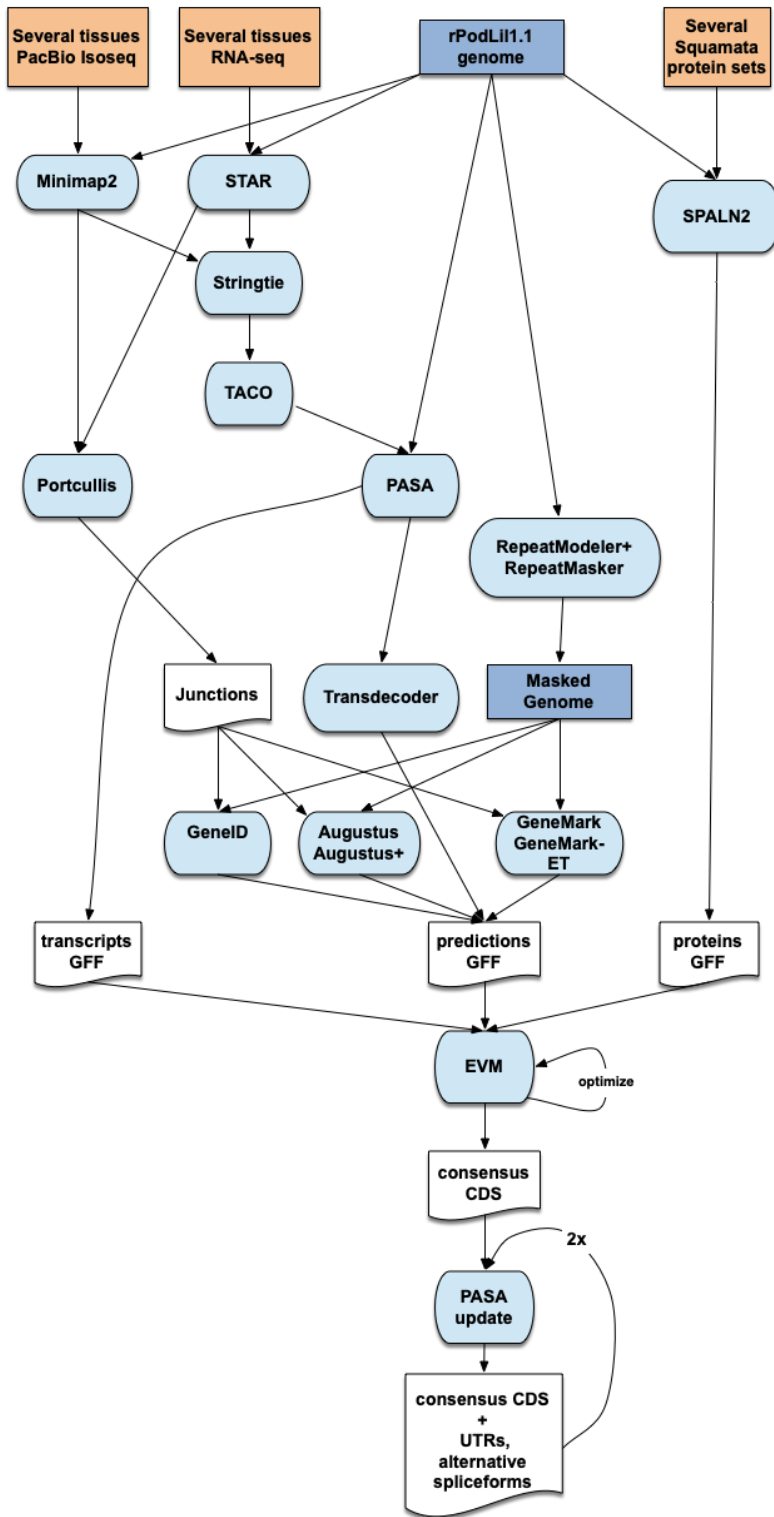 Several tissues
PacBio Isoseq
Several tissues
RNA-seq
rPodLil1.1
genome
Several
Squamata
protein sets
Minimap2
STAR
SPALN2
Stringtie
TACO
Portcullis
PASA
RepeatModeler+
RepeatMasker
Junctions
Transdecoder
Masked
Genome
GeneID
Augustus
Augustus+
GeneMark
GeneMark-
ET
transcripts
GFF
predictions
GFF
proteins
GFF
EVM
optimize
consensus
CDS
2x
PASA
update
consensus CDS
+
UTRs,
alternative
spliceforms